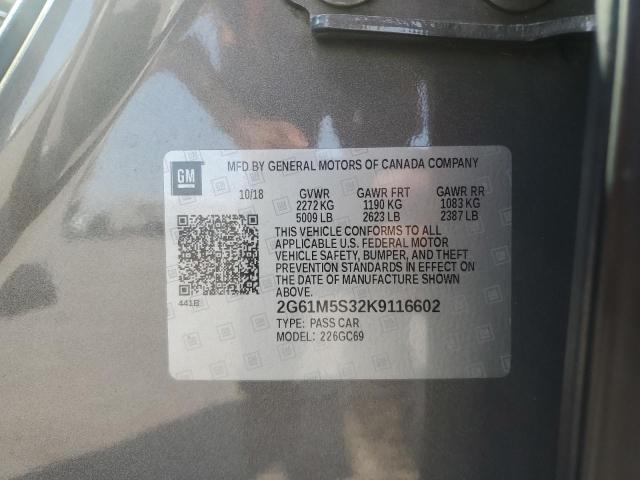 MFD BY GENERAL MOTORS OF CANADA COMPANY
GM
10/18 GVWR GAWR FRT GAWR RR
2272 KG 1190 KG 1083 KG
5009 LB 2623 LB 2387 LB
THIS VEHICLE CONFORMS TO ALL
APPLICABLE U.S. FEDERAL MOTOR
VEHICLE SAFETY, BUMPER, AND THEFT
PREVENTION STANDARDS IN EFFECT ON
THE DATE OF MANUFACTURE SHOWN
ABOVE.
441B 2G61M5S32K9116602
TYPE: PASS CAR
MODEL: 226GC69